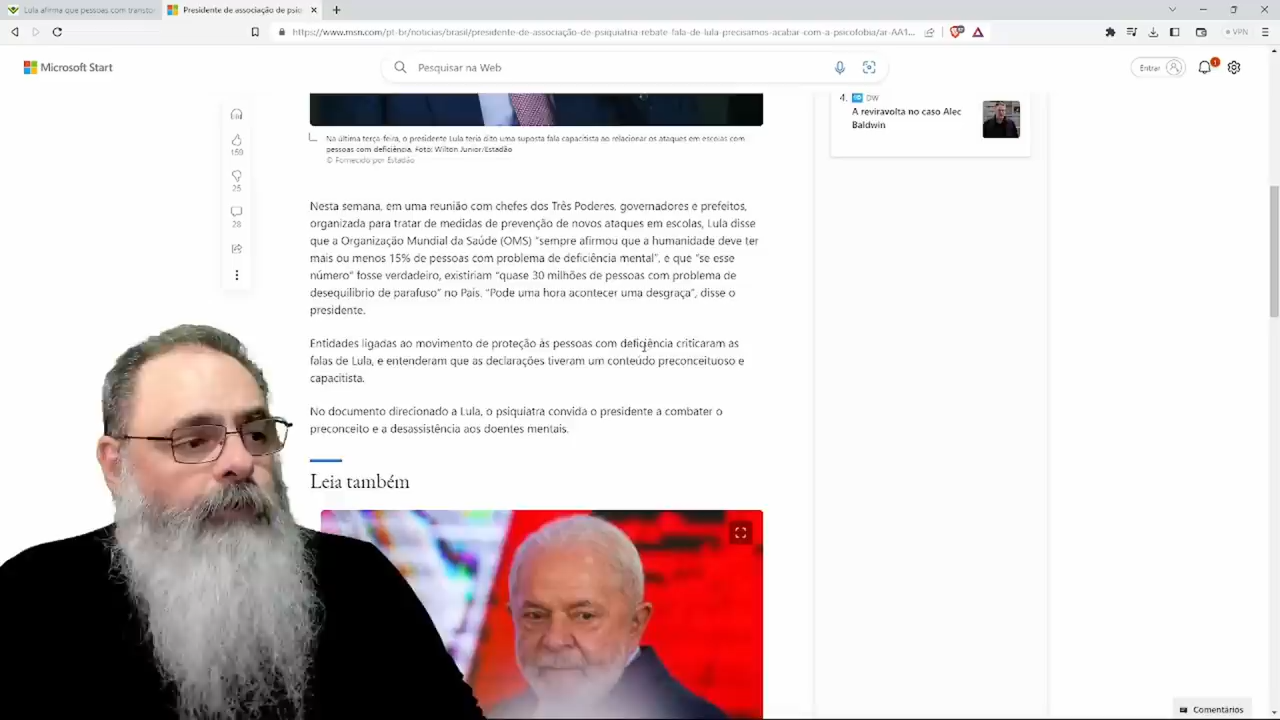 Lula afirma que pessoas com transto
Presidente de associação de psiq
https://www.msn.com/pt-br/noticias/brasil/presidente-de-associação-de-psiquiatria-rebate-fala-de-lula-precisamos-acabar-com-a-psicofobia/ar-AA1...
VPN
Microsoft Start
Pesquisar na Web
Entrar
1
4. DW
A reviravolta no caso Alec
Baldwin
Na última terça-feira, o presidente Lula teria dito uma suposta fala capacitista ao relacionar os ataques em escolas com
pessoas com deficiência. Foto: Wilton Junior/Estadão
© Fornecido por Estadão
150
25
28
Nesta semana, em uma reunião com chefes dos Três Poderes, governadores e prefeitos,
organizada para tratar de medidas de prevenção de novos ataques em escolas, Lula disse
que a Organização Mundial da Saúde (OMS) "sempre afirmou que a humanidade deve ter
mais ou menos 15% de pessoas com problema de deficiência mental", e que "se esse
número" fosse verdadeiro, existiriam "quase 30 milhões de pessoas com problema de
desequilíbrio de parafuso" no País. "Pode uma hora acontecer uma desgraça", disse o
presidente.
Entidades ligadas ao movimento de proteção às pessoas com deficiência criticaram as
falas de Lula, e entenderam que as declarações tiveram um conteúdo preconceituoso e
capacitista.
No documento direcionado a Lula, o psiquiatra convida o presidente a combater o
preconceito e a desassistência aos doentes mentais.
Leia também
Comentários